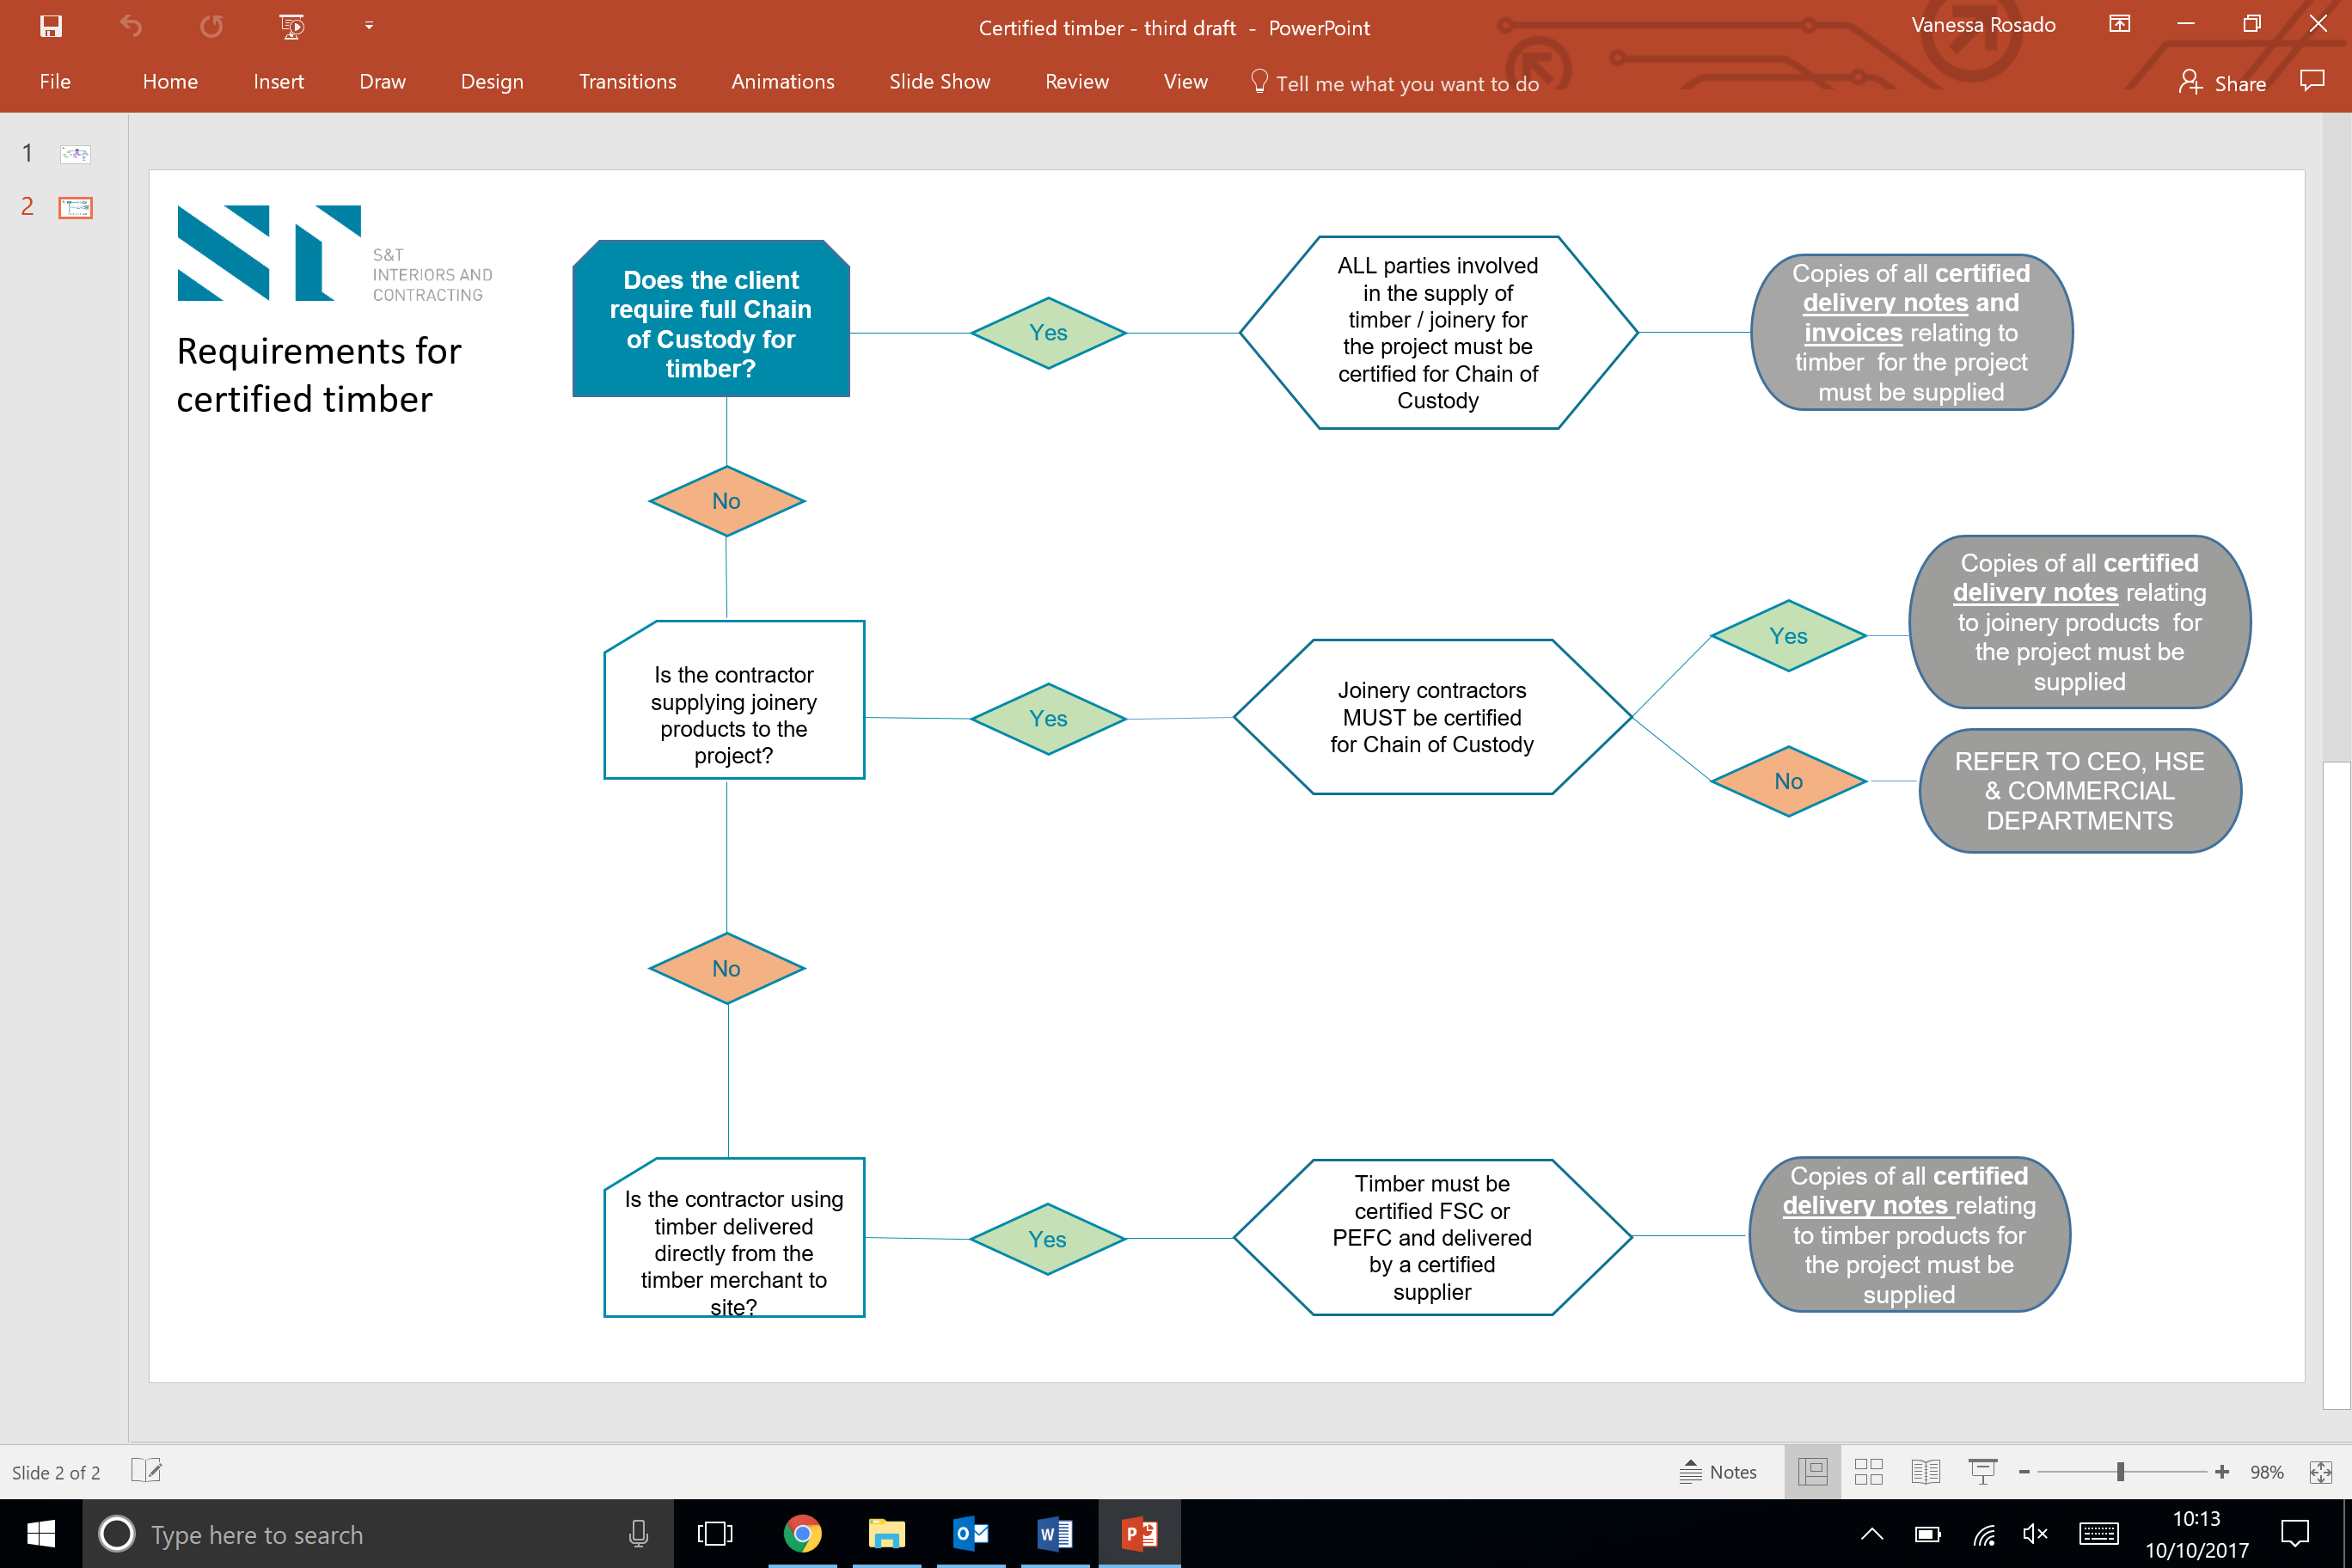 Certified timber - third draft - PowerPoint
Vanessa Rosado
File Home Insert Draw Design Transitions Animations Slide Show Review View Tell me what you want to do Share
1
2
ST
S&T
INTERIORS AND
CONTRACTING
Requirements for
certified timber
Does the client
require full Chain
of Custody for
timber?
Yes
ALL parties involved
in the supply of
timber / joinery for
the project must be
certified for Chain of
Custody
Copies of all certified
delivery notes and
invoices relating to
timber for the project
must be supplied
No
Is the contractor
supplying joinery
products to the
project?
Yes
Joinery contractors
MUST be certified
for Chain of Custody
Yes
Copies of all certified
delivery notes relating
to joinery products for
the project must be
supplied
No
REFER TO CEO, HSE
& COMMERCIAL
DEPARTMENTS
No
Is the contractor using
timber delivered
directly from the
timber merchant to
site?
Yes
Timber must be
certified FSC or
PEFC and delivered
by a certified
supplier
Copies of all certified
delivery notes relating
to timber products for
the project must be
supplied
Slide 2 of 2
Notes
98%
Type here to search
10:13
10/10/2017